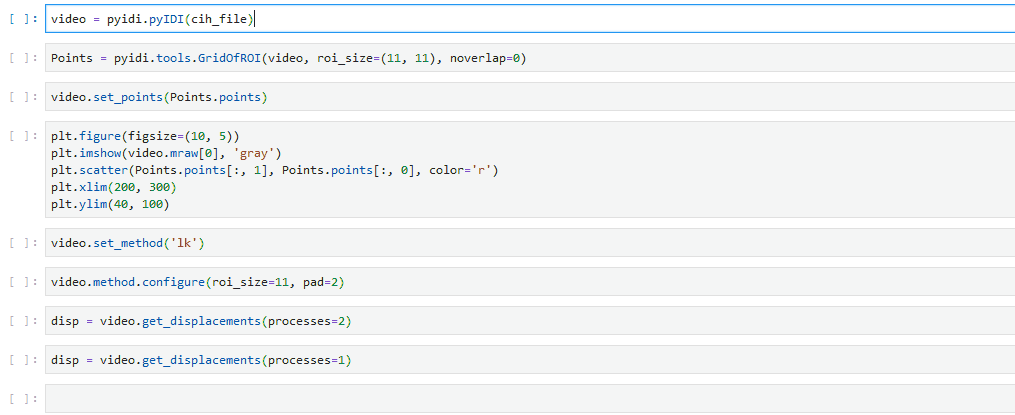 [ ]: video = pyidi.pyIDI(cih_file)
[ ]: Points = pyidi.tools.GridOfROI(video, roi_size=(11, 11), noverlap=0)
[ ]: video.set_points(Points.points)
[ ]: plt.figure(figsize=(10, 5))
plt.imshow(video.mraw[0], 'gray')
plt.scatter(Points.points[:, 1], Points.points[:, 0], color='r')
plt.xlim(200, 300)
plt.ylim(40, 100)
[ ]: video.set_method('lk')
[ ]: video.method.configure(roi_size=11, pad=2)
[ ]: disp = video.get_displacements(processes=2)
[ ]: disp = video.get_displacements(processes=1)
[ ]: